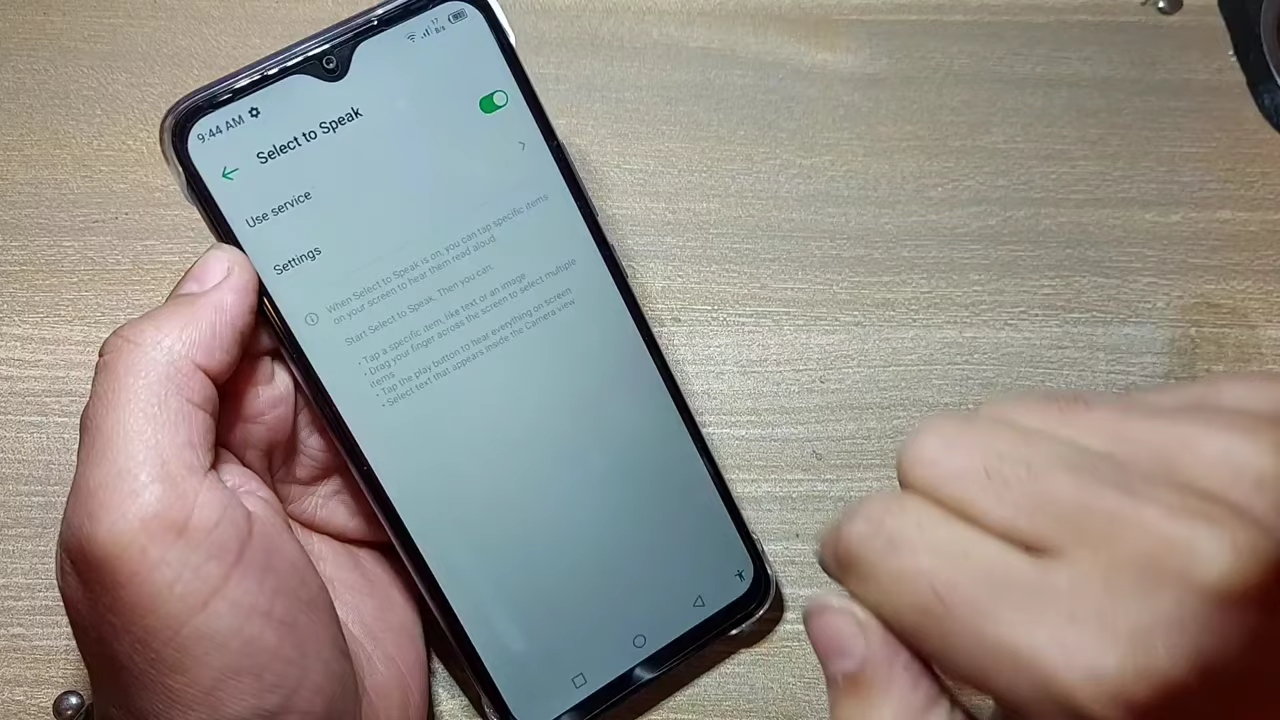 9:44 AM
17
B/s
Select to Speak
Use service
Settings
When Select to Speak is on, you can tap specific items
on your screen to hear them read aloud.
Start Select to Speak. Then you can:
• Tap a specific item, like text or an image
• Drag your finger across the screen to select multiple
items
• Tap the play button to hear everything on screen
• Select text that appears inside the Camera view